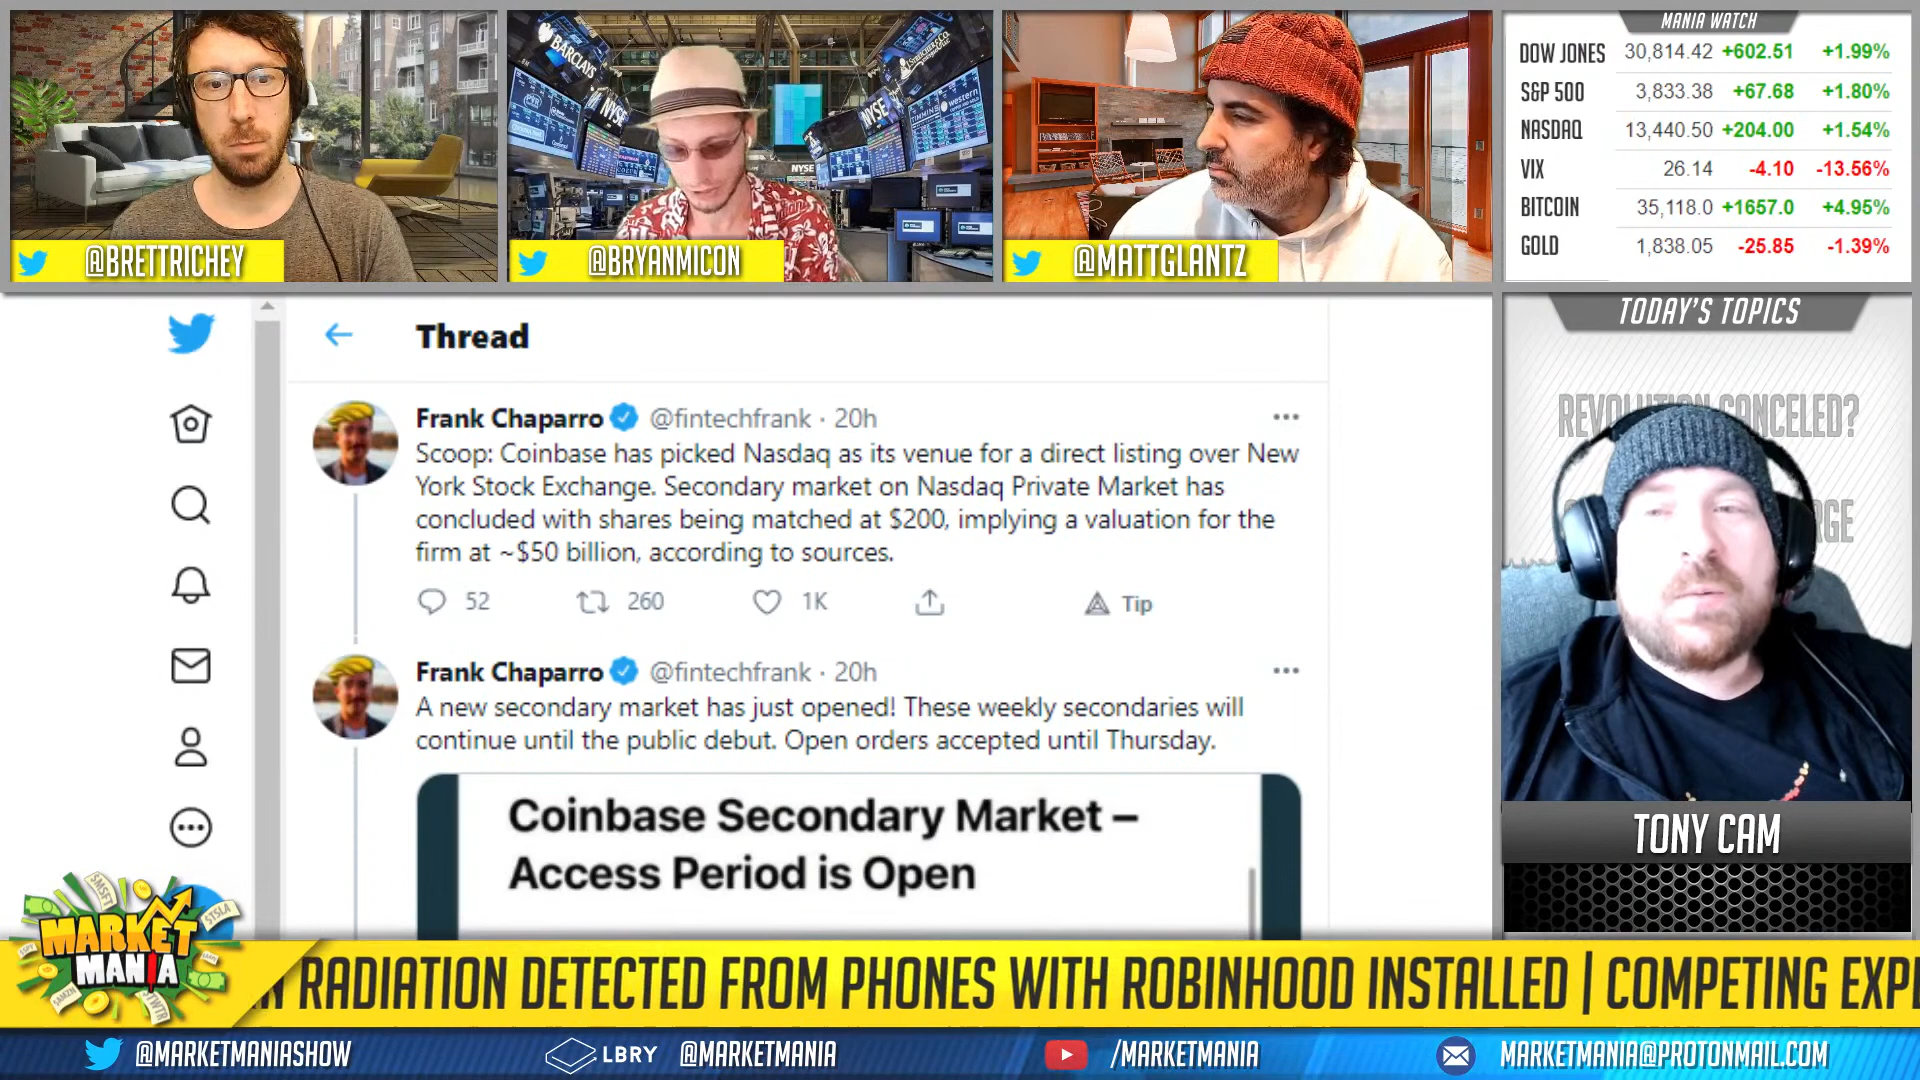 BARCLAYS
NYSE
NYSE
NYSE
@BRETTRICHEY
@BRYANMICON
@MATTGLANTZ
MANIA WATCH
DOW JONES 30,814.42 +602.51 +1.99%
S&P 500 3,833.38 +67.68 +1.80%
NASDAQ 13,440.50 +204.00 +1.54%
VIX 26.14 -4.10 -13.56%
BITCOIN 35,118.0 +1657.0 +4.95%
GOLD 1,838.05 -25.85 -1.39%
Thread
Frank Chaparro @fintechfrank · 20h
Scoop: Coinbase has picked Nasdaq as its venue for a direct listing over New
York Stock Exchange. Secondary market on Nasdaq Private Market has
concluded with shares being matched at $200, implying a valuation for the
firm at ~$50 billion, according to sources.
52 260 1K Tip
Frank Chaparro @fintechfrank · 20h
A new secondary market has just opened! These weekly secondaries will
continue until the public debut. Open orders accepted until Thursday.
Coinbase Secondary Market –
Access Period is Open
TODAY'S TOPICS
CANCELED?
TONY CAM
MARKET
MANIA
$MSFT
$TSLA
RADIATION DETECTED FROM PHONES WITH ROBINHOOD INSTALLED | COMPETING
@MARKETMANIASHOW
LBRY @MARKETMANIA
/MARKETMANIA
MARKETMANIA@PROTONMAIL.COM